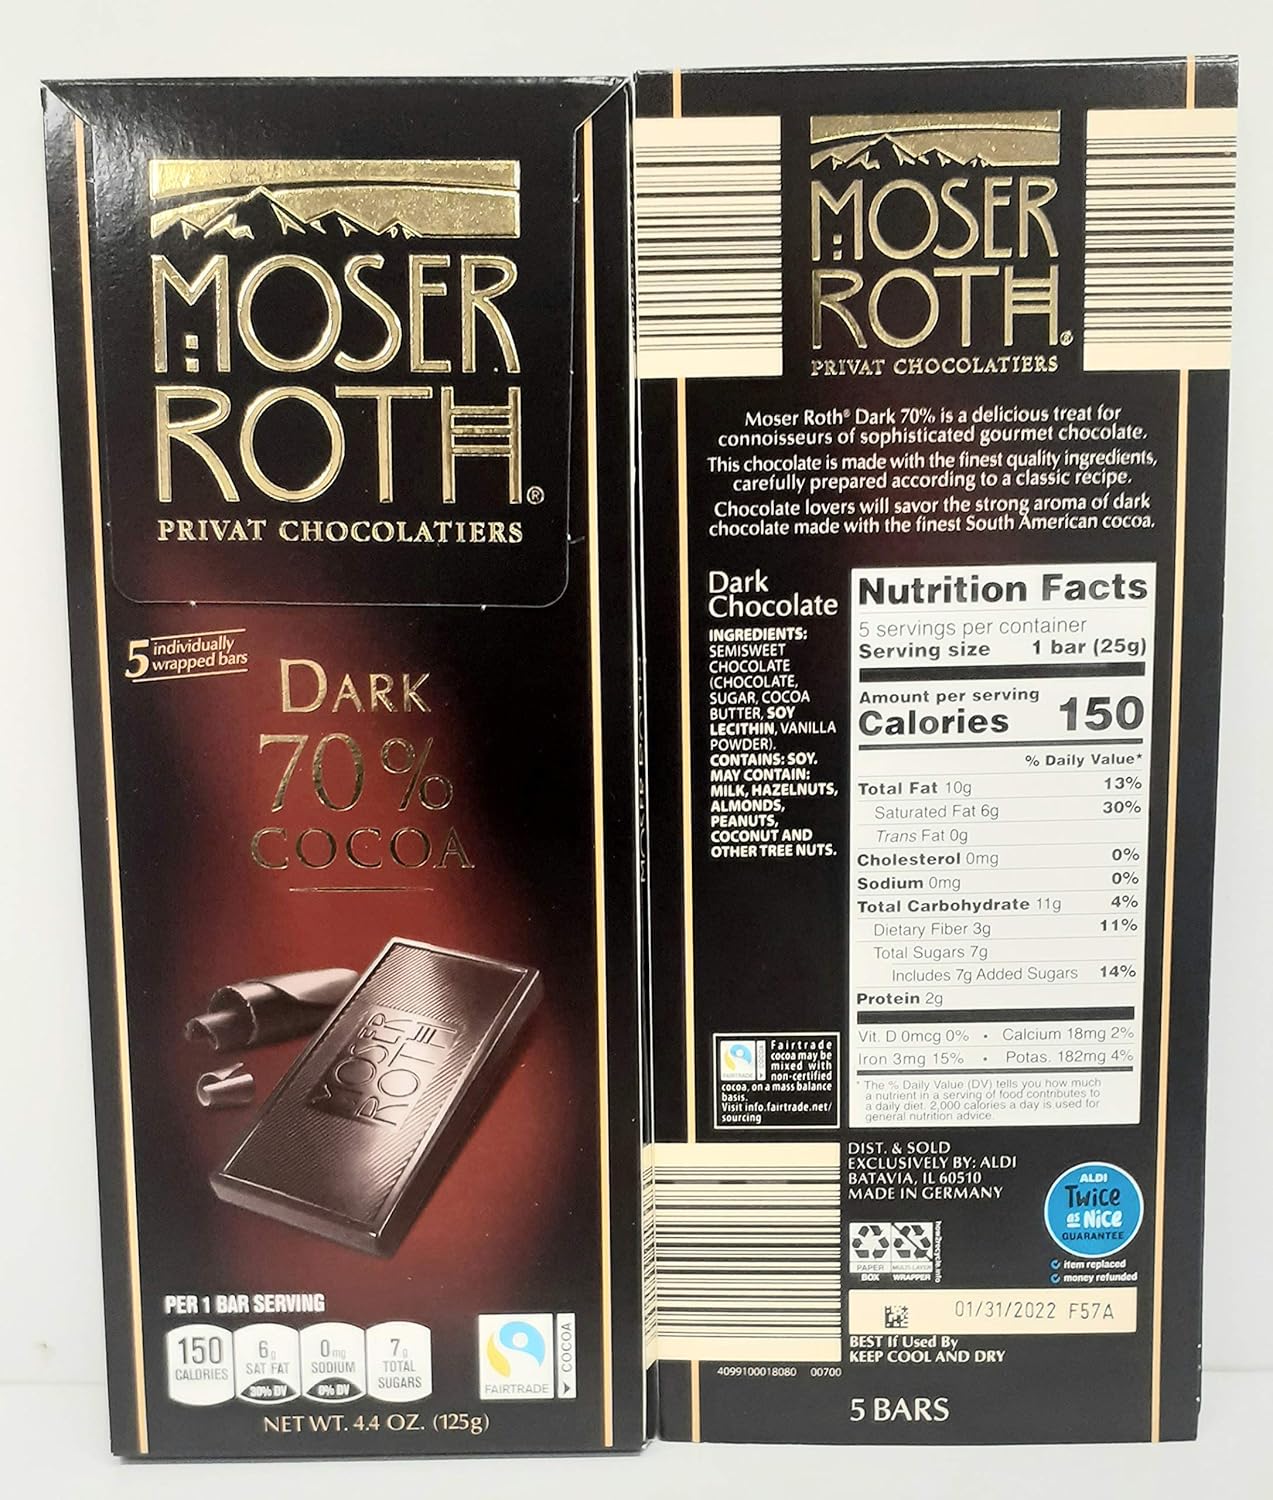 MOSER
ROTH®
PRIVAT CHOCOLATIERS
5 individually
wrapped bars
DARK
70%
COCOA
MOSER
ROTH
PER 1 BAR SERVING
150
CALORIES
6g
SAT FAT
30% DV
0mg
SODIUM
0% DV
7g
TOTAL
SUGARS
FAIRTRADE
COCOA
NET WT. 4.4 OZ. (125g)
MOSER
ROTH®
PRIVAT CHOCOLATIERS
Moser Roth® Dark 70% is a delicious treat for
connoisseurs of sophisticated gourmet chocolate.
This chocolate is made with the finest quality ingredients,
carefully prepared according to a classic recipe.
Chocolate lovers will savor the strong aroma of dark
chocolate made with the finest South American cocoa.
Dark
Chocolate
INGREDIENTS:
SEMISWEET
CHOCOLATE
(CHOCOLATE,
SUGAR, COCOA
BUTTER, SOY
LECITHIN, VANILLA
POWDER).
CONTAINS: SOY.
MAY CONTAIN:
MILK, HAZELNUTS,
ALMONDS,
PEANUTS,
COCONUT AND
OTHER TREE NUTS.
Nutrition Facts
5 servings per container
Serving size 1 bar (25g)
Amount per serving
Calories 150
% Daily Value*
Total Fat 10g 13%
Saturated Fat 6g 30%
Trans Fat 0g
Cholesterol 0mg 0%
Sodium 0mg 0%
Total Carbohydrate 11g 4%
Dietary Fiber 3g 11%
Total Sugars 7g
Includes 7g Added Sugars 14%
Protein 2g
Vit. D 0mcg 0% • Calcium 18mg 2%
Iron 3mg 15% • Potas. 182mg 4%
* The % Daily Value (DV) tells you how much
a nutrient in a serving of food contributes to
a daily diet. 2,000 calories a day is used for
general nutrition advice.
FAIRTRADE
COCOA
Fairtrade
cocoa may be
mixed with
non-certified
cocoa, on a mass balance
basis.
Visit info.fairtrade.net/
sourcing
DIST. & SOLD
EXCLUSIVELY BY: ALDI
BATAVIA, IL 60510
MADE IN GERMANY
ALDI
Twice
as Nice
GUARANTEE
item replaced
money refunded
PAPER
BOX
MULTI-LAYER
WRAPPER
how2recycle.info
01/31/2022 F57A
BEST If Used By
KEEP COOL AND DRY
4099100018080 00700
5 BARS